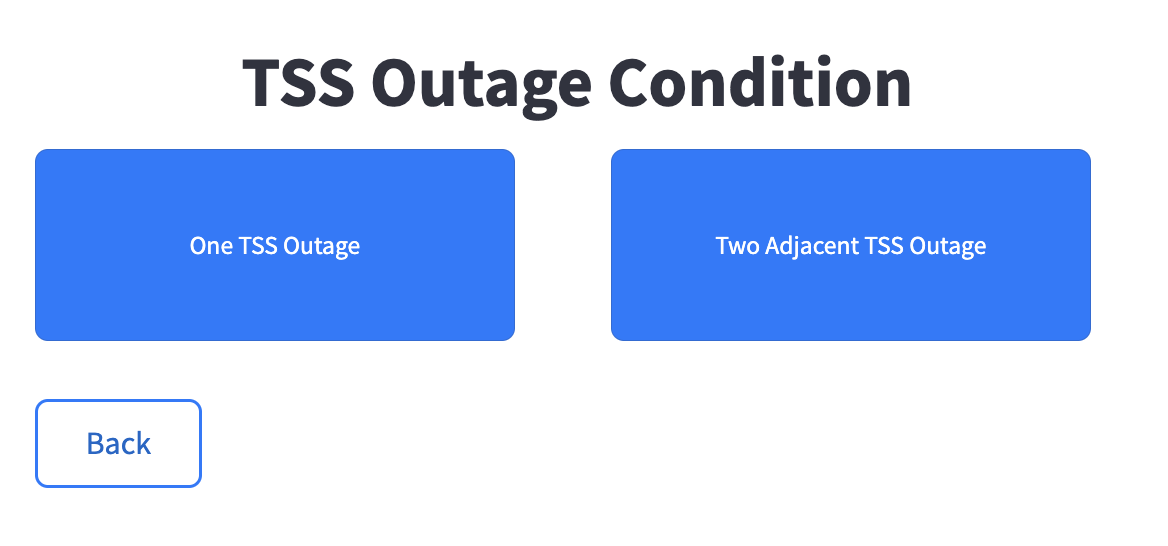 TSS Outage Condition
One TSS Outage
Two Adjacent TSS Outage
Back